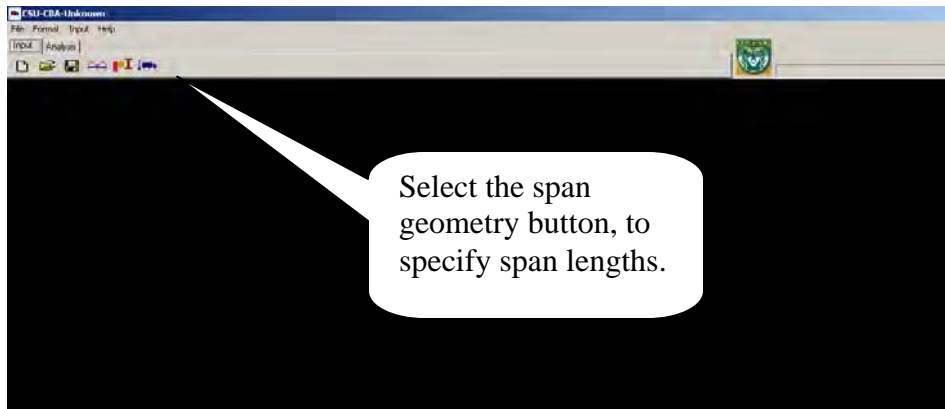 CSU-CBA-Unknown
File Format Input Help
Input Analysis
Select the span
geometry button, to
specify span lengths.